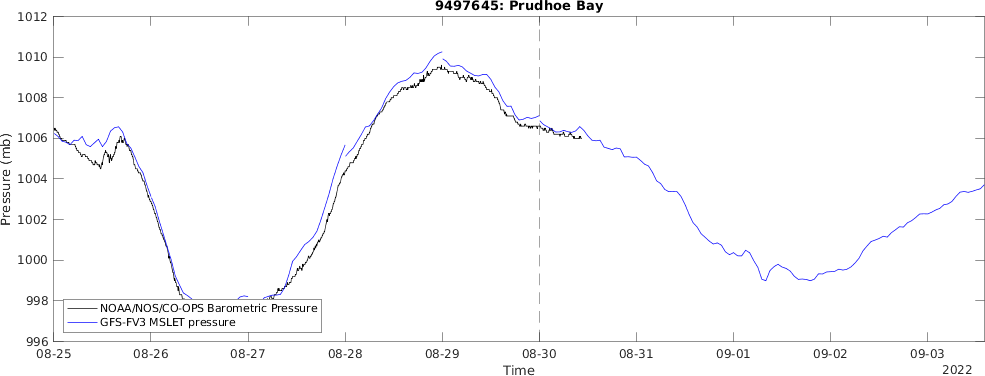 9497645: Prudhoe Bay
1012
1010
1008
1006
1004
1002
1000
998
996
Pressure (mb)
NOAA/NOS/CO-OPS Barometric Pressure
GFS-FV3 MSLET pressure
08-25 08-26 08-27 08-28 08-29 08-30 08-31 09-01 09-02 09-03
Time
2022